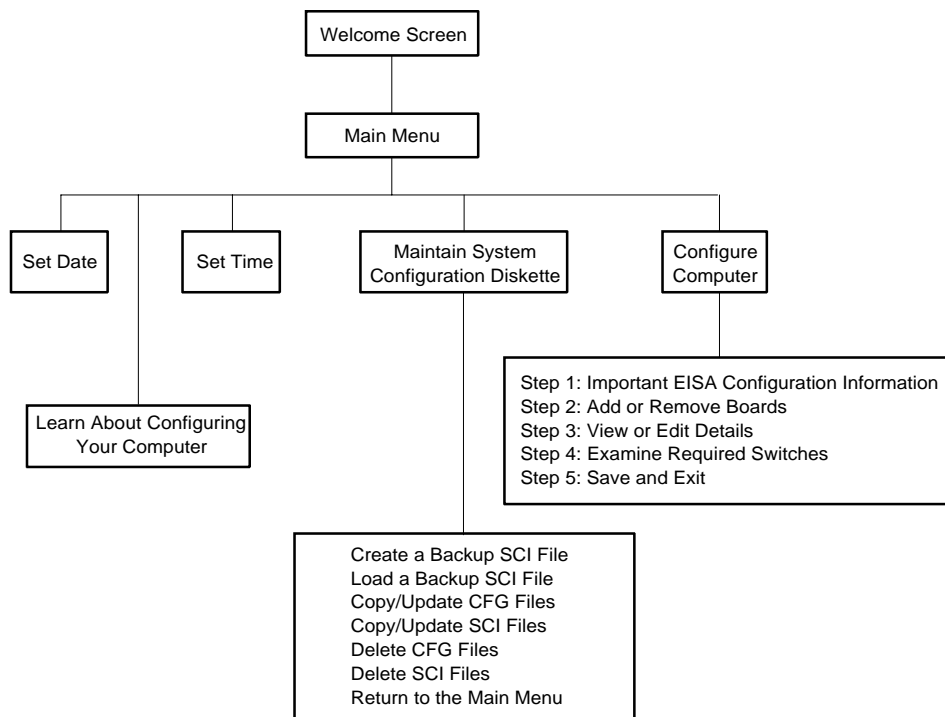 Welcome Screen
Main Menu
Set Date
Set Time
Maintain System
Configuration Diskette
Configure
Computer
Learn About Configuring
Your Computer
Step 1: Important EISA Configuration Information
Step 2: Add or Remove Boards
Step 3: View or Edit Details
Step 4: Examine Required Switches
Step 5: Save and Exit
Create a Backup SCI File
Load a Backup SCI File
Copy/Update CFG Files
Copy/Update SCI Files
Delete CFG Files
Delete SCI Files
Return to the Main Menu